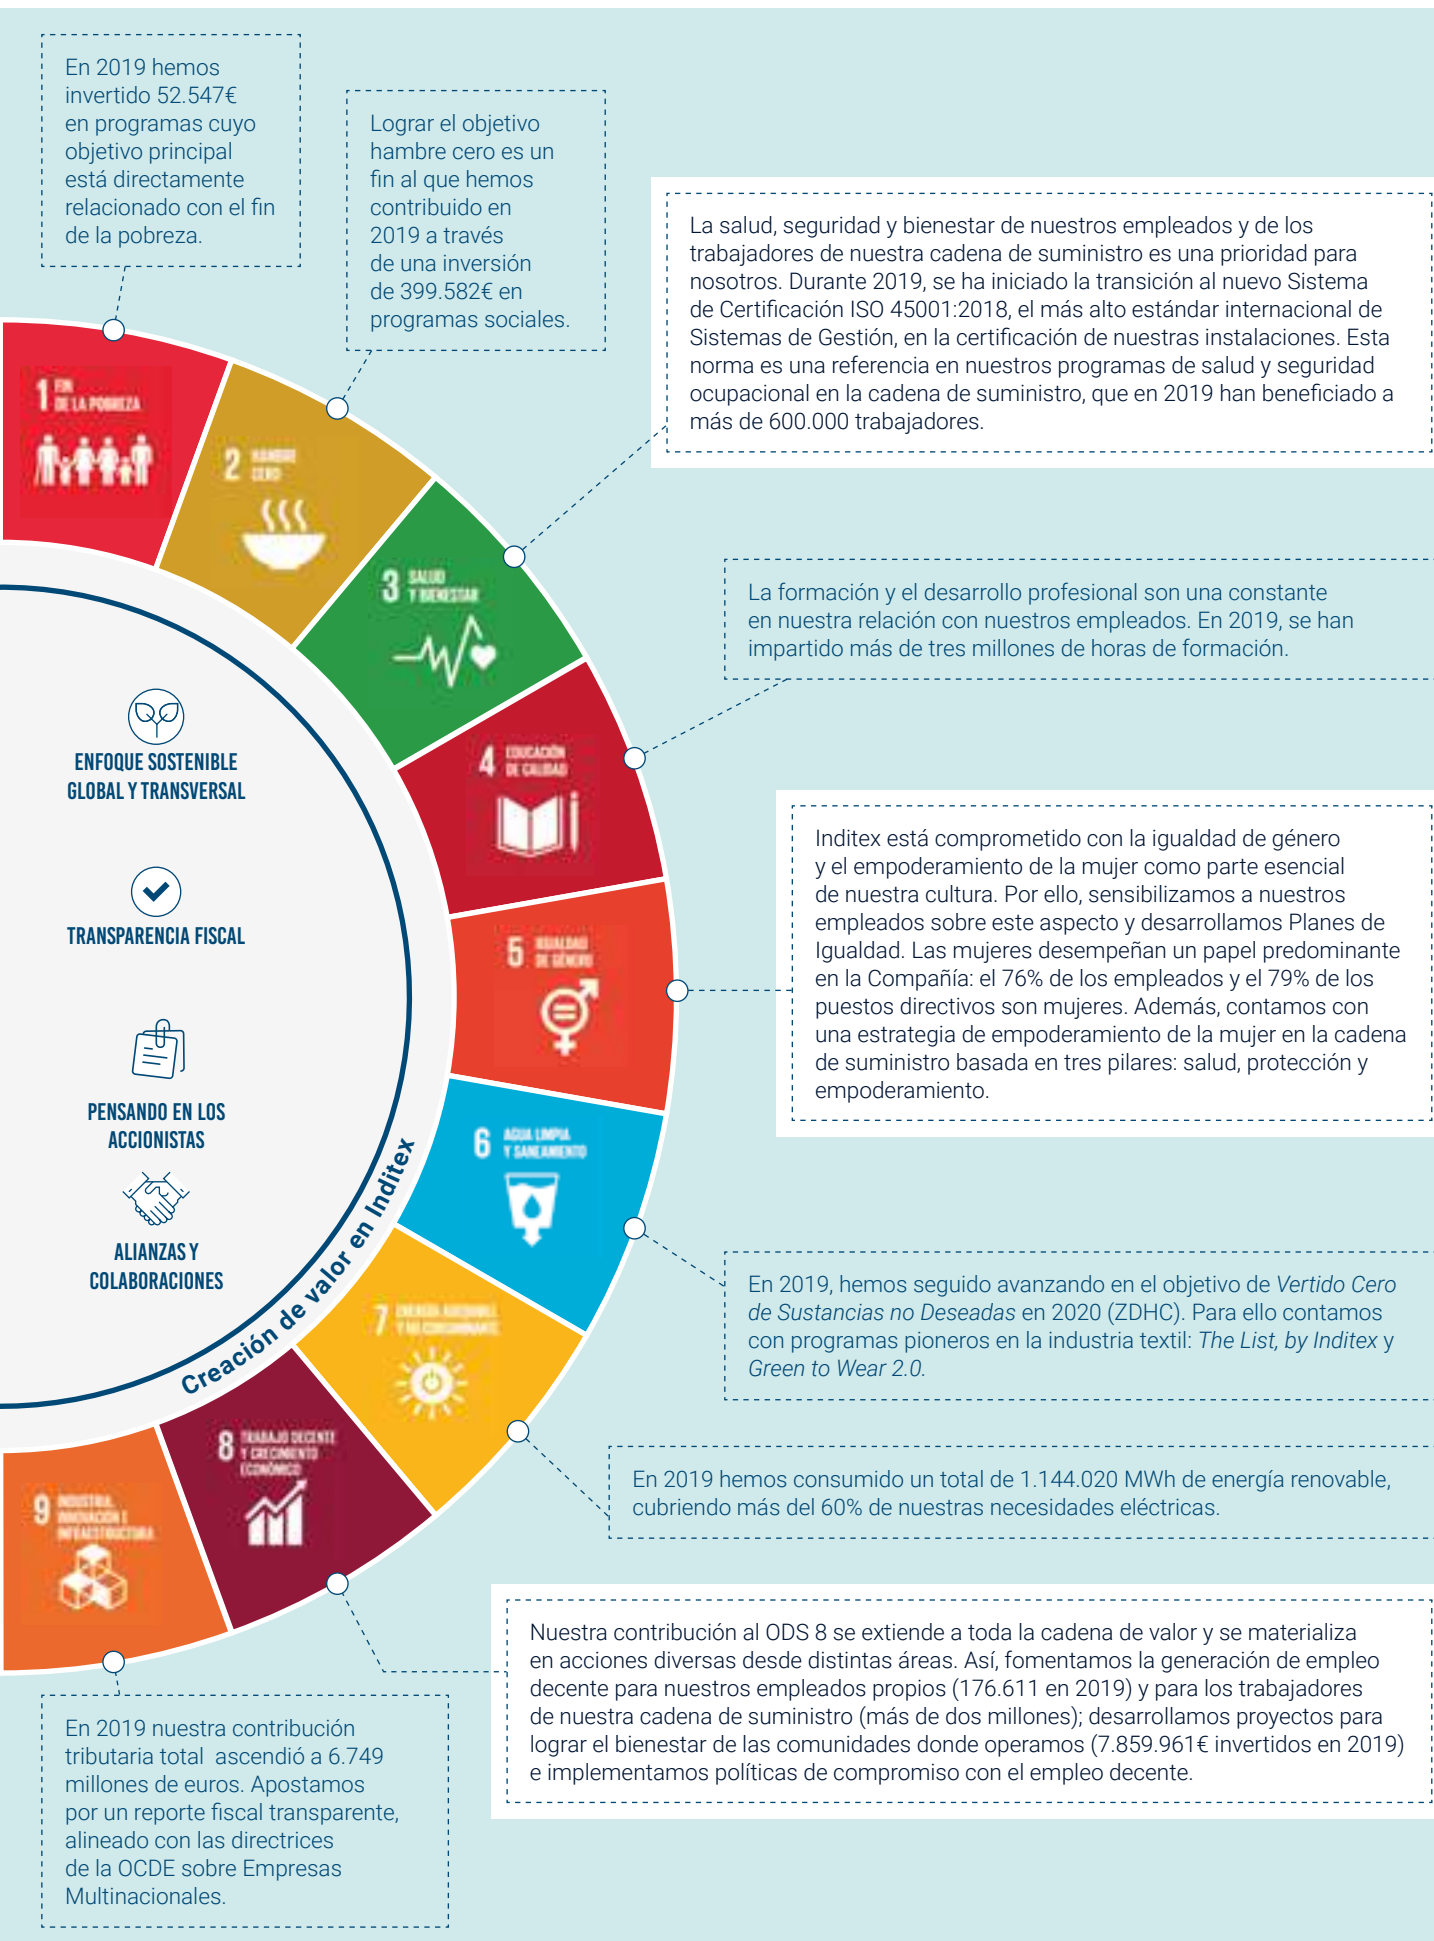 En 2019 hemos
invertido 52.547€
en programas cuyo
objetivo principal
está directamente
relacionado con el fin
de la pobreza.
Lograr el objetivo
hambre cero es un
fin al que hemos
contribuido en
2019 a través
de una inversión
de 399.582€ en
programas sociales.
La salud, seguridad y bienestar de nuestros empleados y de los
trabajadores de nuestra cadena de suministro es una prioridad para
nosotros. Durante 2019, se ha iniciado la transición al nuevo Sistema
de Certificación ISO 45001:2018, el más alto estándar internacional de
Sistemas de Gestión, en la certificación de nuestras instalaciones. Esta
norma es una referencia en nuestros programas de salud y seguridad
ocupacional en la cadena de suministro, que en 2019 han beneficiado a
más de 600.000 trabajadores.
1 FIN
DE LA POBREZA
2 HAMBRE
CERO
3 SALUD
Y BIENESTAR
La formación y el desarrollo profesional son una constante
en nuestra relación con nuestros empleados. En 2019, se han
impartido más de tres millones de horas de formación.
4 EDUCACIÓN
DE CALIDAD
ENFOQUE SOSTENIBLE
GLOBAL Y TRANSVERSAL
TRANSPARENCIA FISCAL
PENSANDO EN LOS
ACCIONISTAS
ALIANZAS Y
COLABORACIONES
Creación de valor en Inditex
Inditex está comprometido con la igualdad de género
y el empoderamiento de la mujer como parte esencial
de nuestra cultura. Por ello, sensibilizamos a nuestros
empleados sobre este aspecto y desarrollamos Planes de
Igualdad. Las mujeres desempeñan un papel predominante
en la Compañía: el 76% de los empleados y el 79% de los
puestos directivos son mujeres. Además, contamos con
una estrategia de empoderamiento de la mujer en la cadena
de suministro basada en tres pilares: salud, protección y
empoderamiento.
5 IGUALDAD
DE GÉNERO
6 AGUA LIMPIA
Y SANEAMIENTO
En 2019, hemos seguido avanzando en el objetivo de Vertido Cero
de Sustancias no Deseadas en 2020 (ZDHC). Para ello contamos
con programas pioneros en la industria textil: The List, by Inditex y
Green to Wear 2.0.
7 ENERGÍA ASEQUIBLE
Y NO CONTAMINANTE
En 2019 hemos consumido un total de 1.144.020 MWh de energía renovable,
cubriendo más del 60% de nuestras necesidades eléctricas.
8 TRABAJO DECENTE
Y CRECIMIENTO
ECONÓMICO
Nuestra contribución al ODS 8 se extiende a toda la cadena de valor y se materializa
en acciones diversas desde distintas áreas. Así, fomentamos la generación de empleo
decente para nuestros empleados propios (176.611 en 2019) y para los trabajadores
de nuestra cadena de suministro (más de dos millones); desarrollamos proyectos para
lograr el bienestar de las comunidades donde operamos (7.859.961€ invertidos en 2019)
e implementamos políticas de compromiso con el empleo decente.
9 INDUSTRIA,
INNOVACIÓN E
INFRAESTRUCTURA
En 2019 nuestra contribución
tributaria total ascendió a 6.749
millones de euros. Apostamos
por un reporte fiscal transparente,
alineado con las directrices
de la OCDE sobre Empresas
Multinacionales.